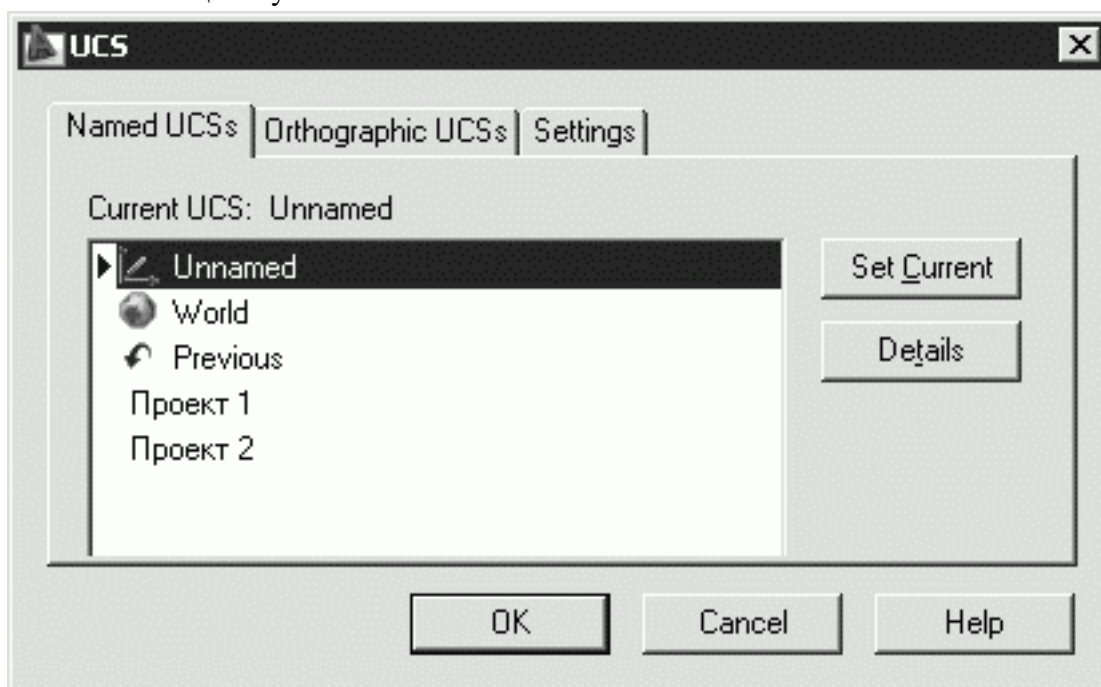 UCS
Named UCSs Orthographic UCSs Settings
Current UCS: Unnamed
Unnamed
World
Previous
Проект 1
Проект 2
Set Current
Details
OK Cancel Help